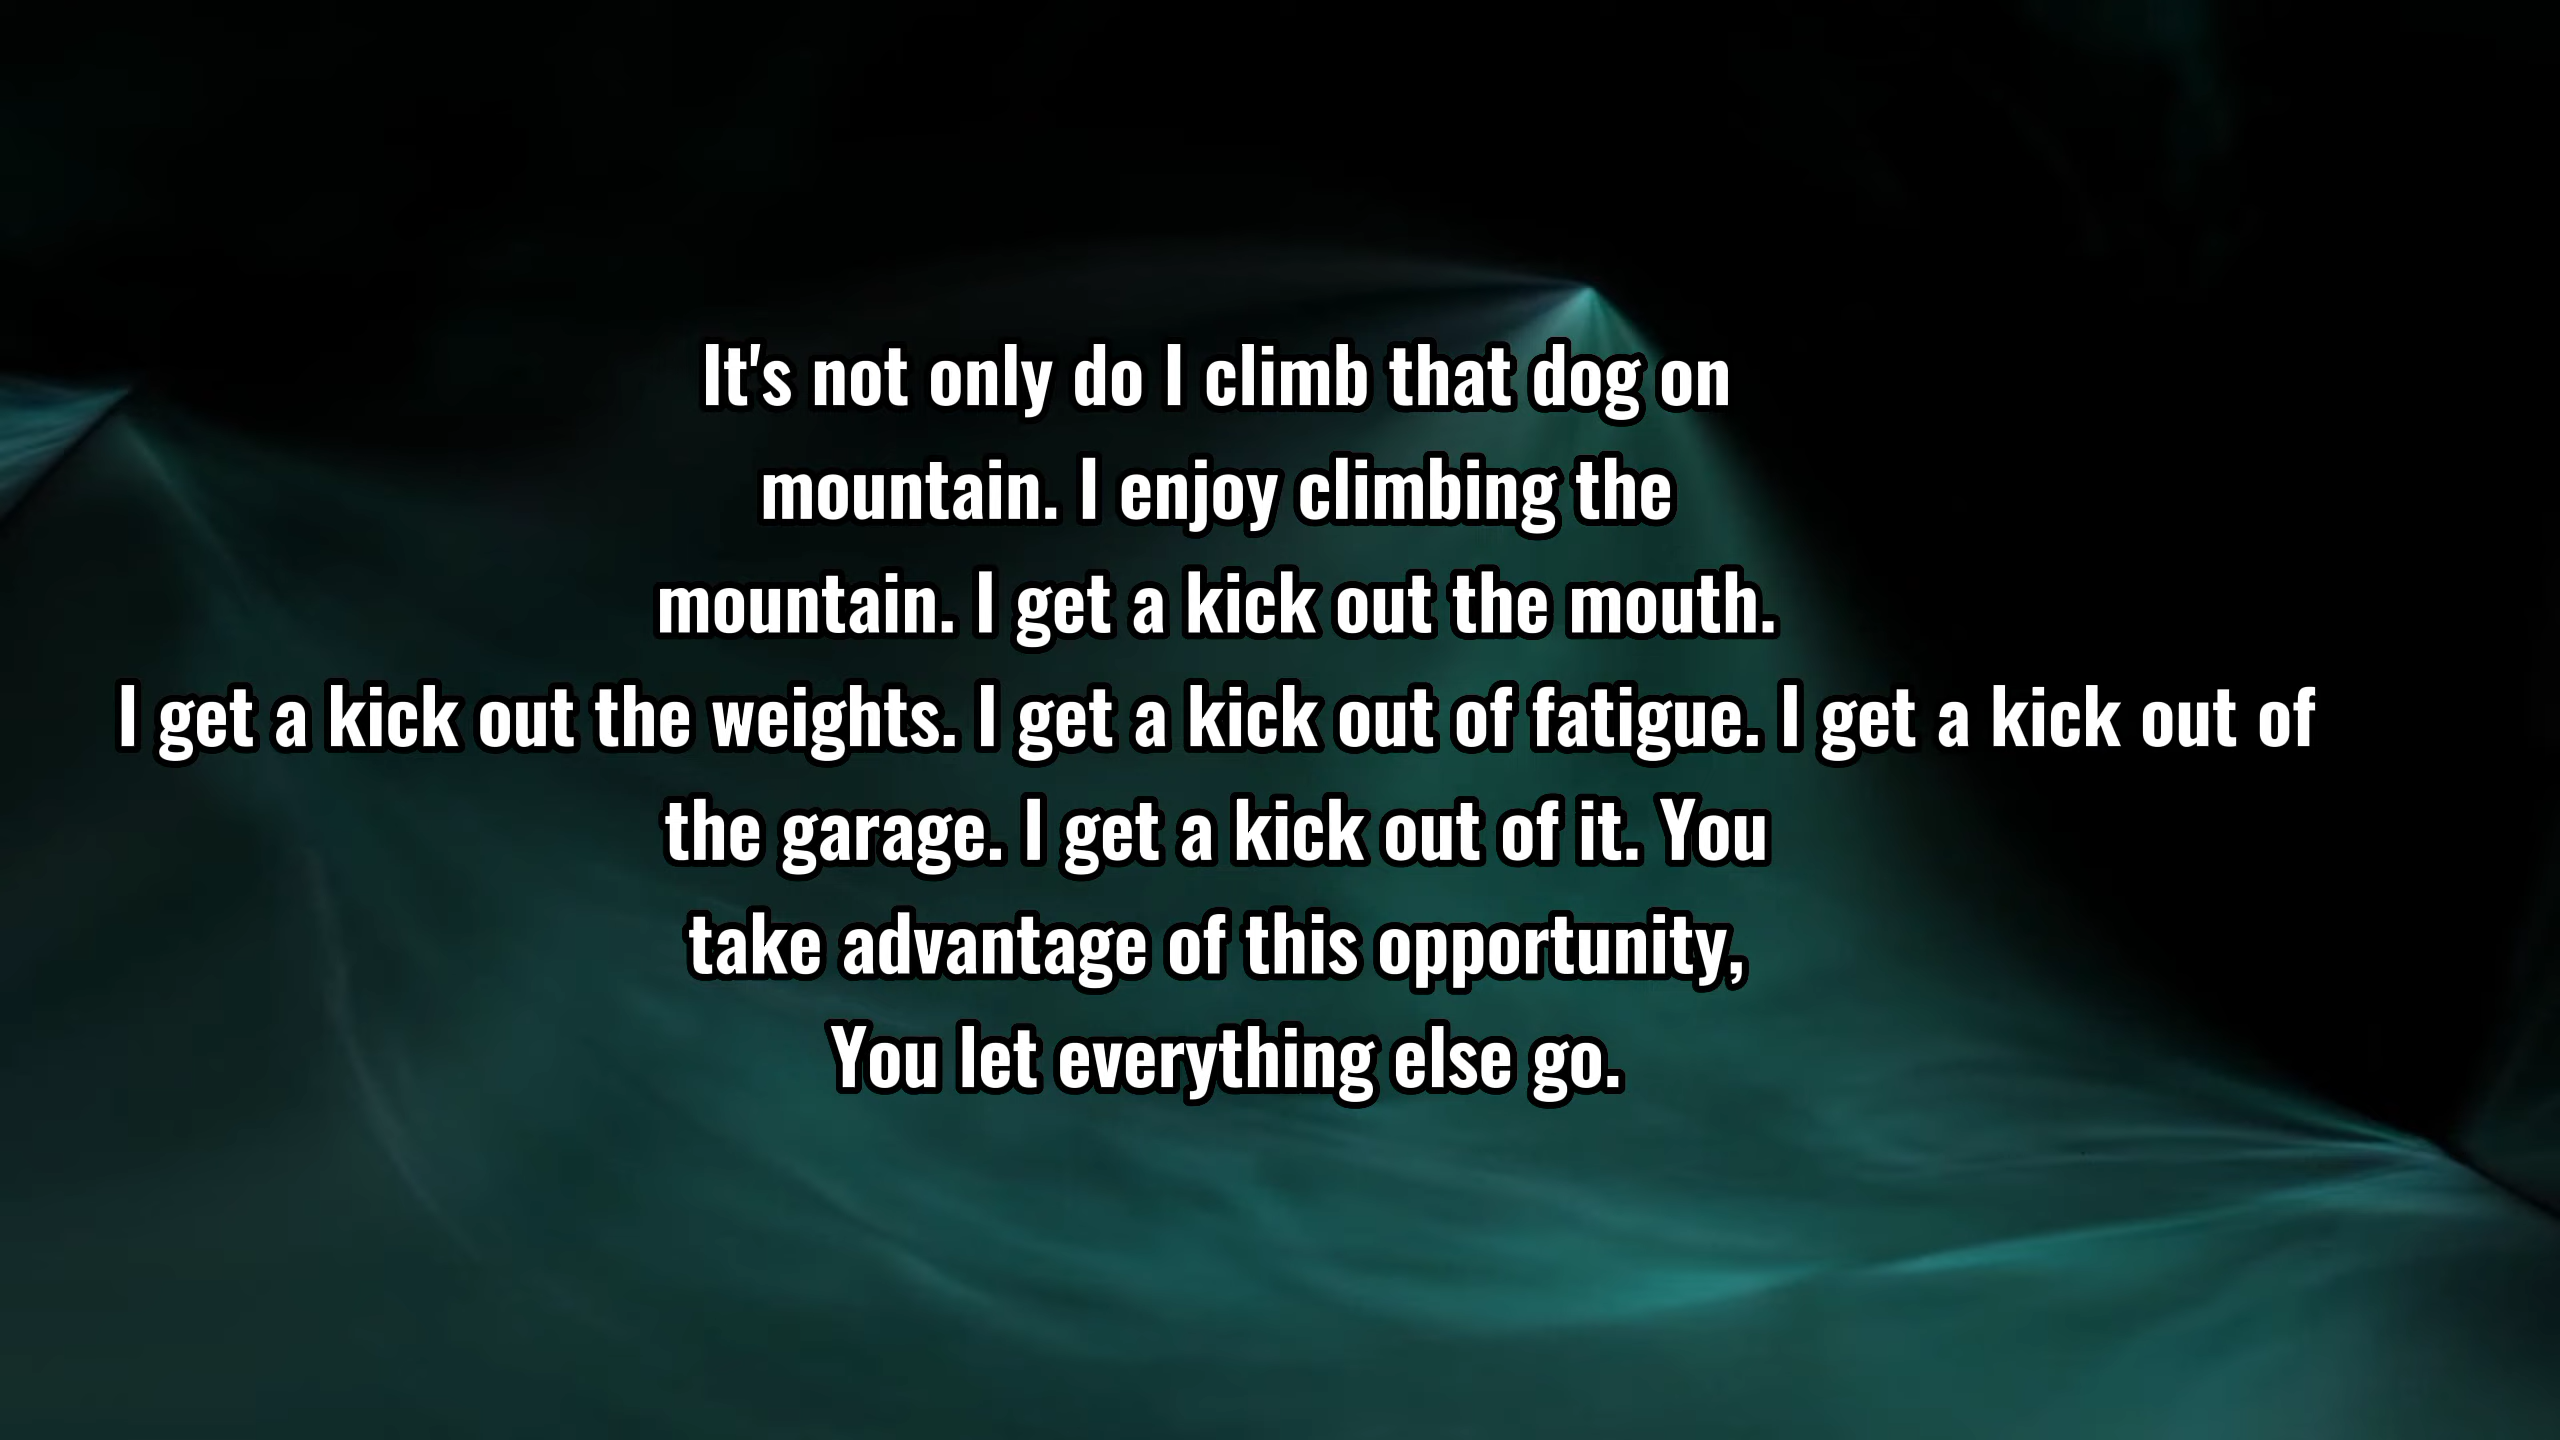 It's not only do I climb that dog on
mountain. I enjoy climbing the
mountain. I get a kick out the mouth.
I get a kick out the weights. I get a kick out of fatigue. I get a kick out of
the garage. I get a kick out of it. You
take advantage of this opportunity,
You let everything else go.